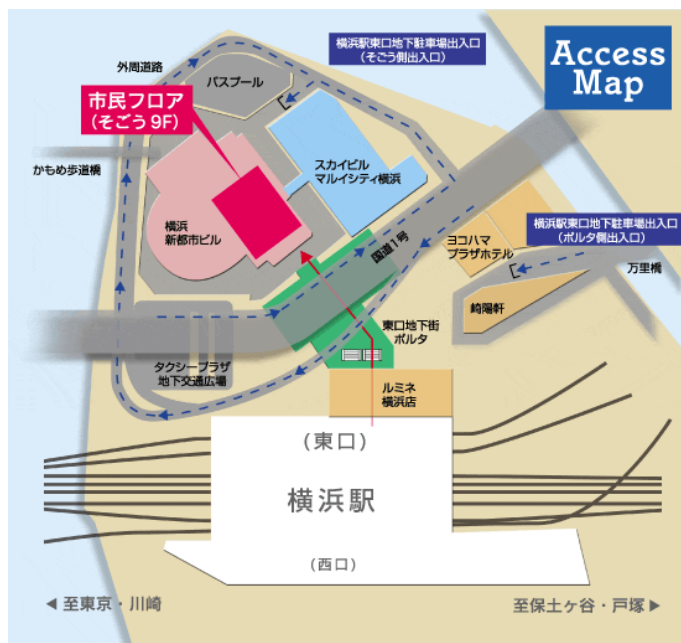 横浜駅東口地下駐車場出入口
(そごう側出入口)
Access
Map
外周道路
バスプール
市民フロア
(そごう9F)
かもめ歩道橋
スカイビル
マルイシティ横浜
横浜
新都市ビル
国道1号
ヨコハマ
プラザホテル
横浜駅東口地下駐車場出入口
(ポルタ側出入口)
万里橋
崎陽軒
東口地下街
ポルタ
タクシープラザ
地下交通広場
ルミネ
横浜店
(東口)
横浜駅
(西口)
◀ 至東京・川崎
至保土ヶ谷・戸塚 ▶